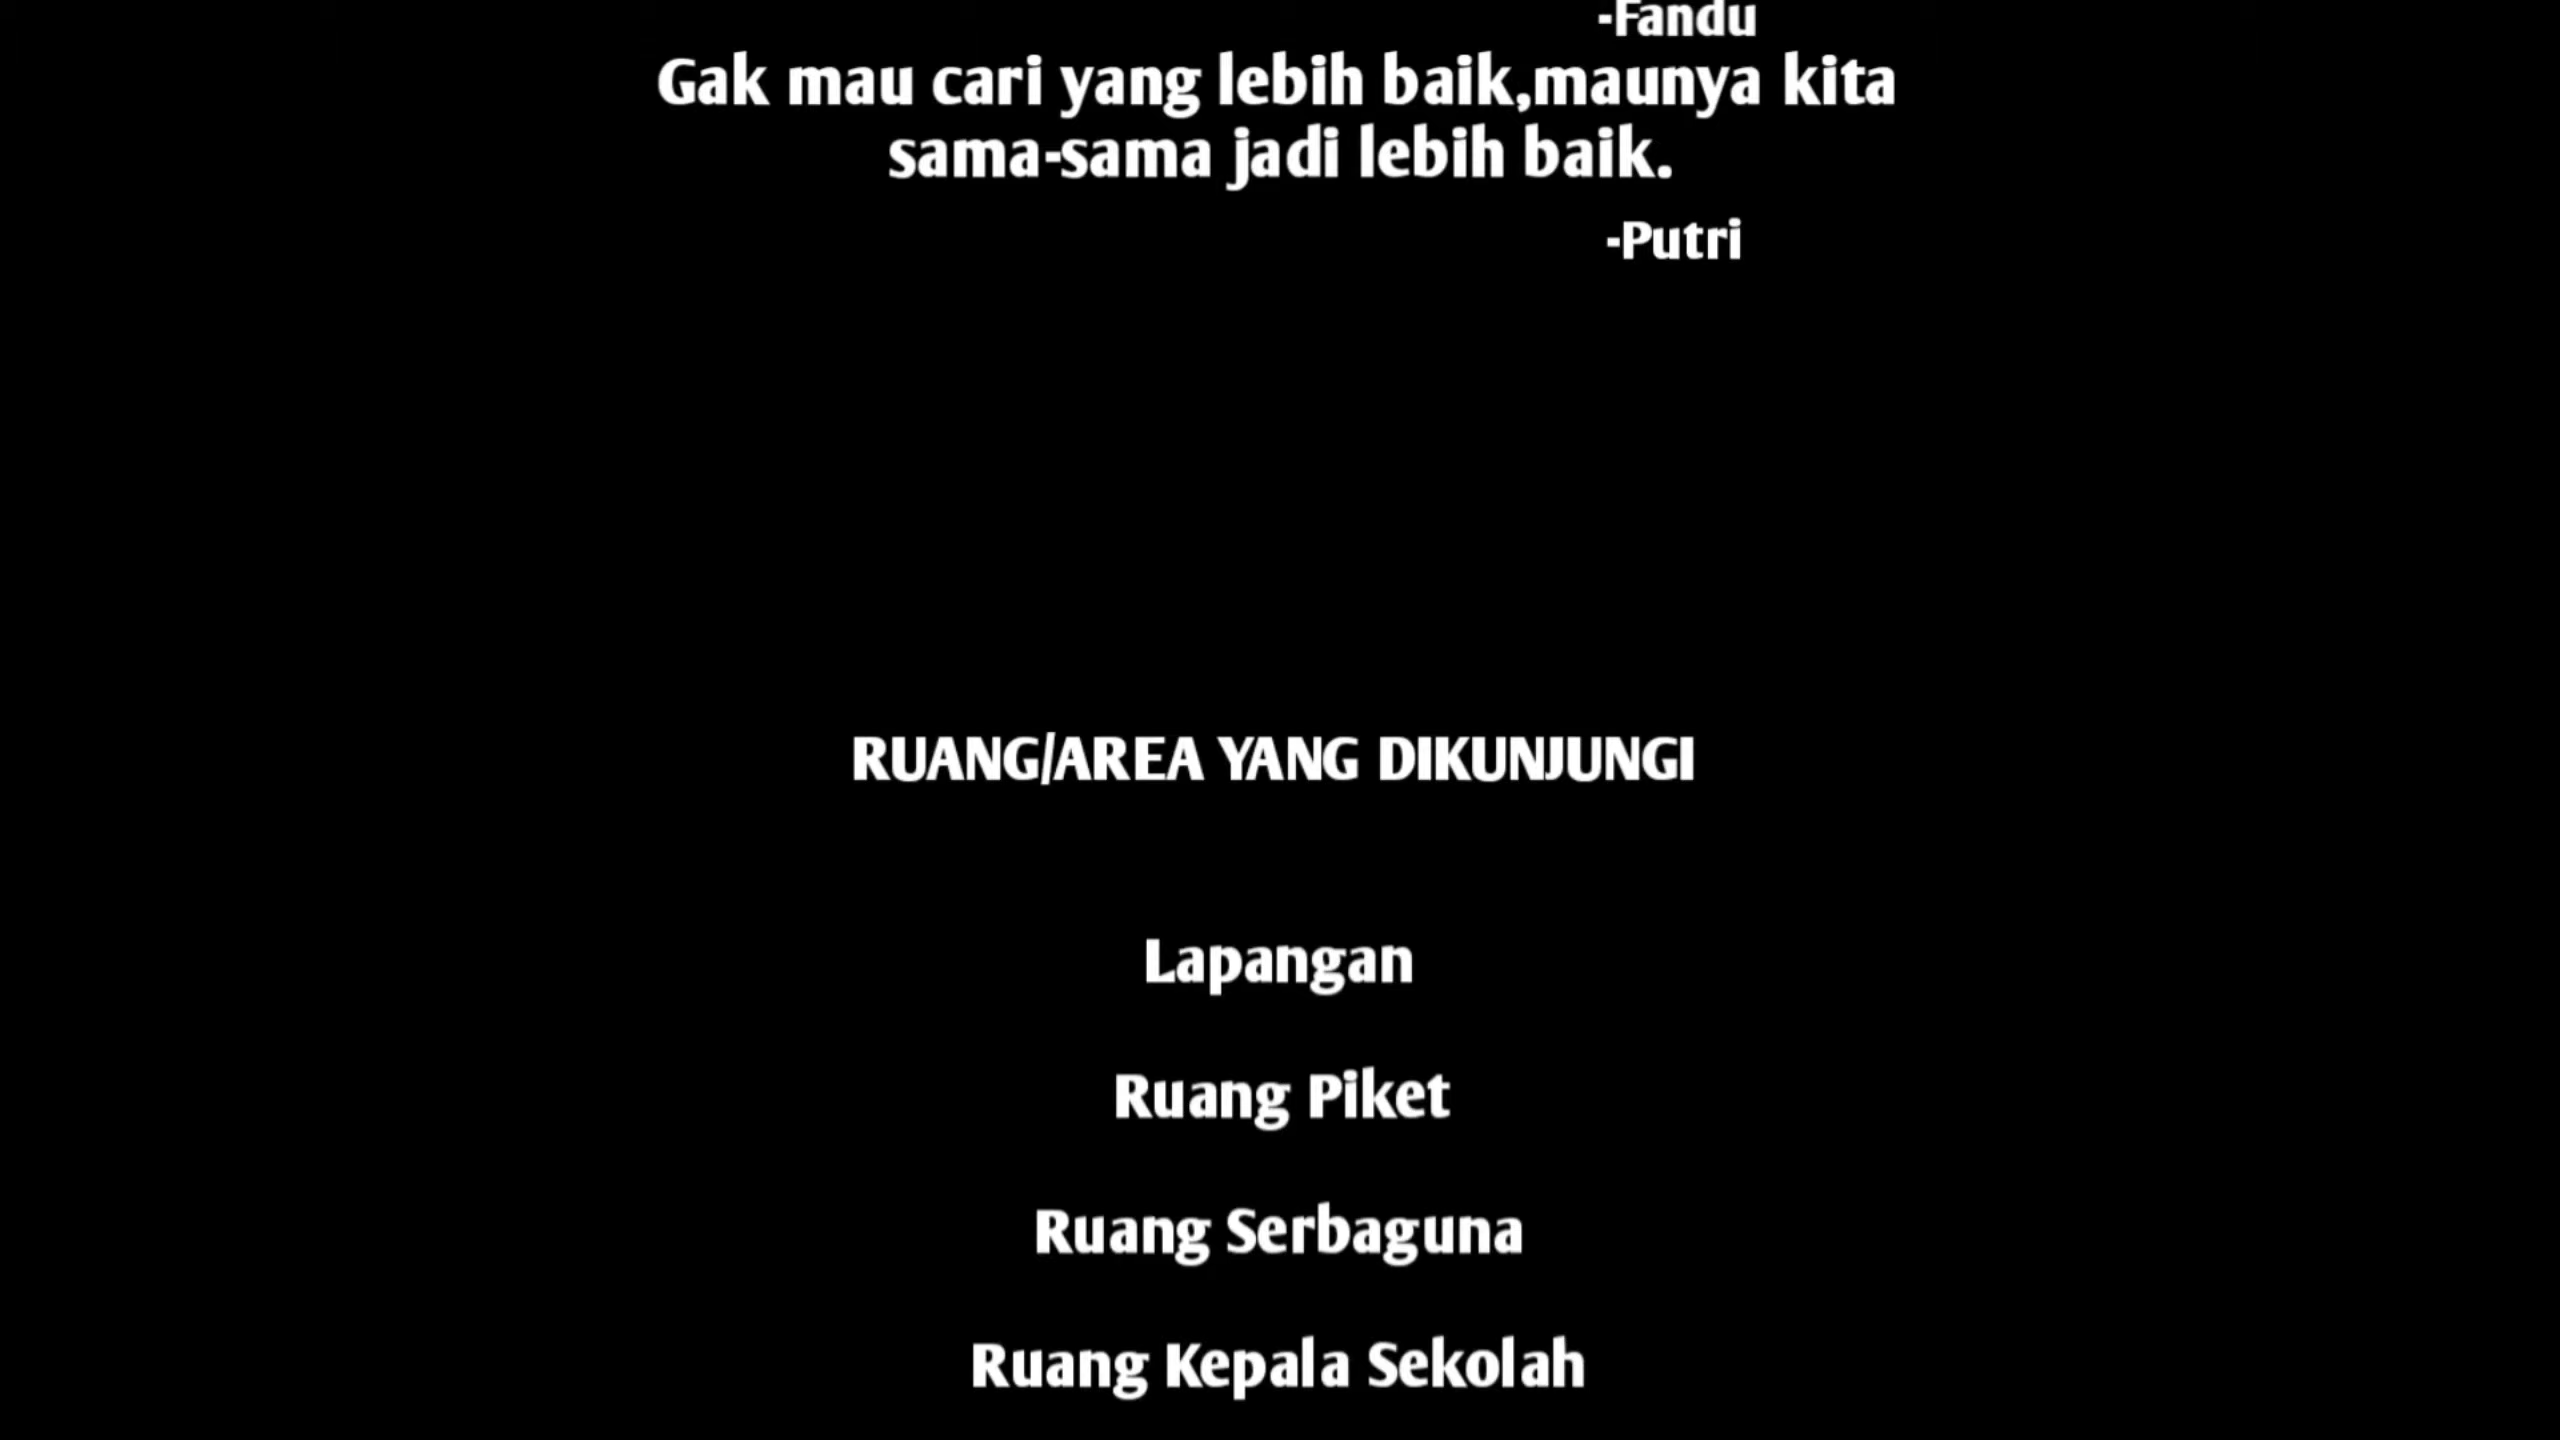 -Fandu
Gak mau cari yang lebih baik,maunya kita
sama-sama jadi lebih baik.
-Putri
RUANG/AREA YANG DIKUNJUNGI
Lapangan
Ruang Piket
Ruang Serbaguna
Ruang Kepala Sekolah